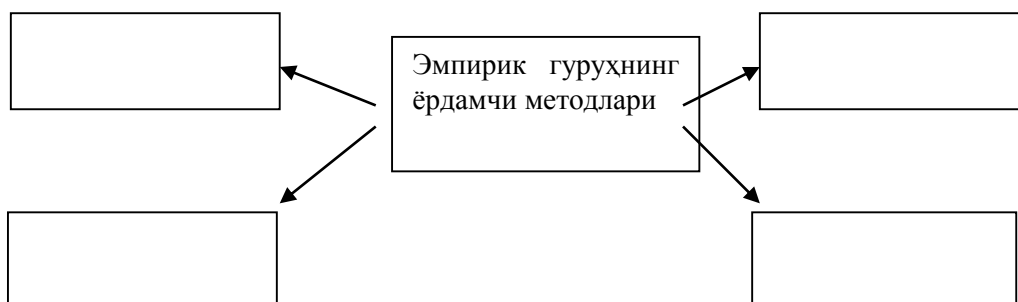 Эмпирик гуруҳнинг
ёрдамчи методлари